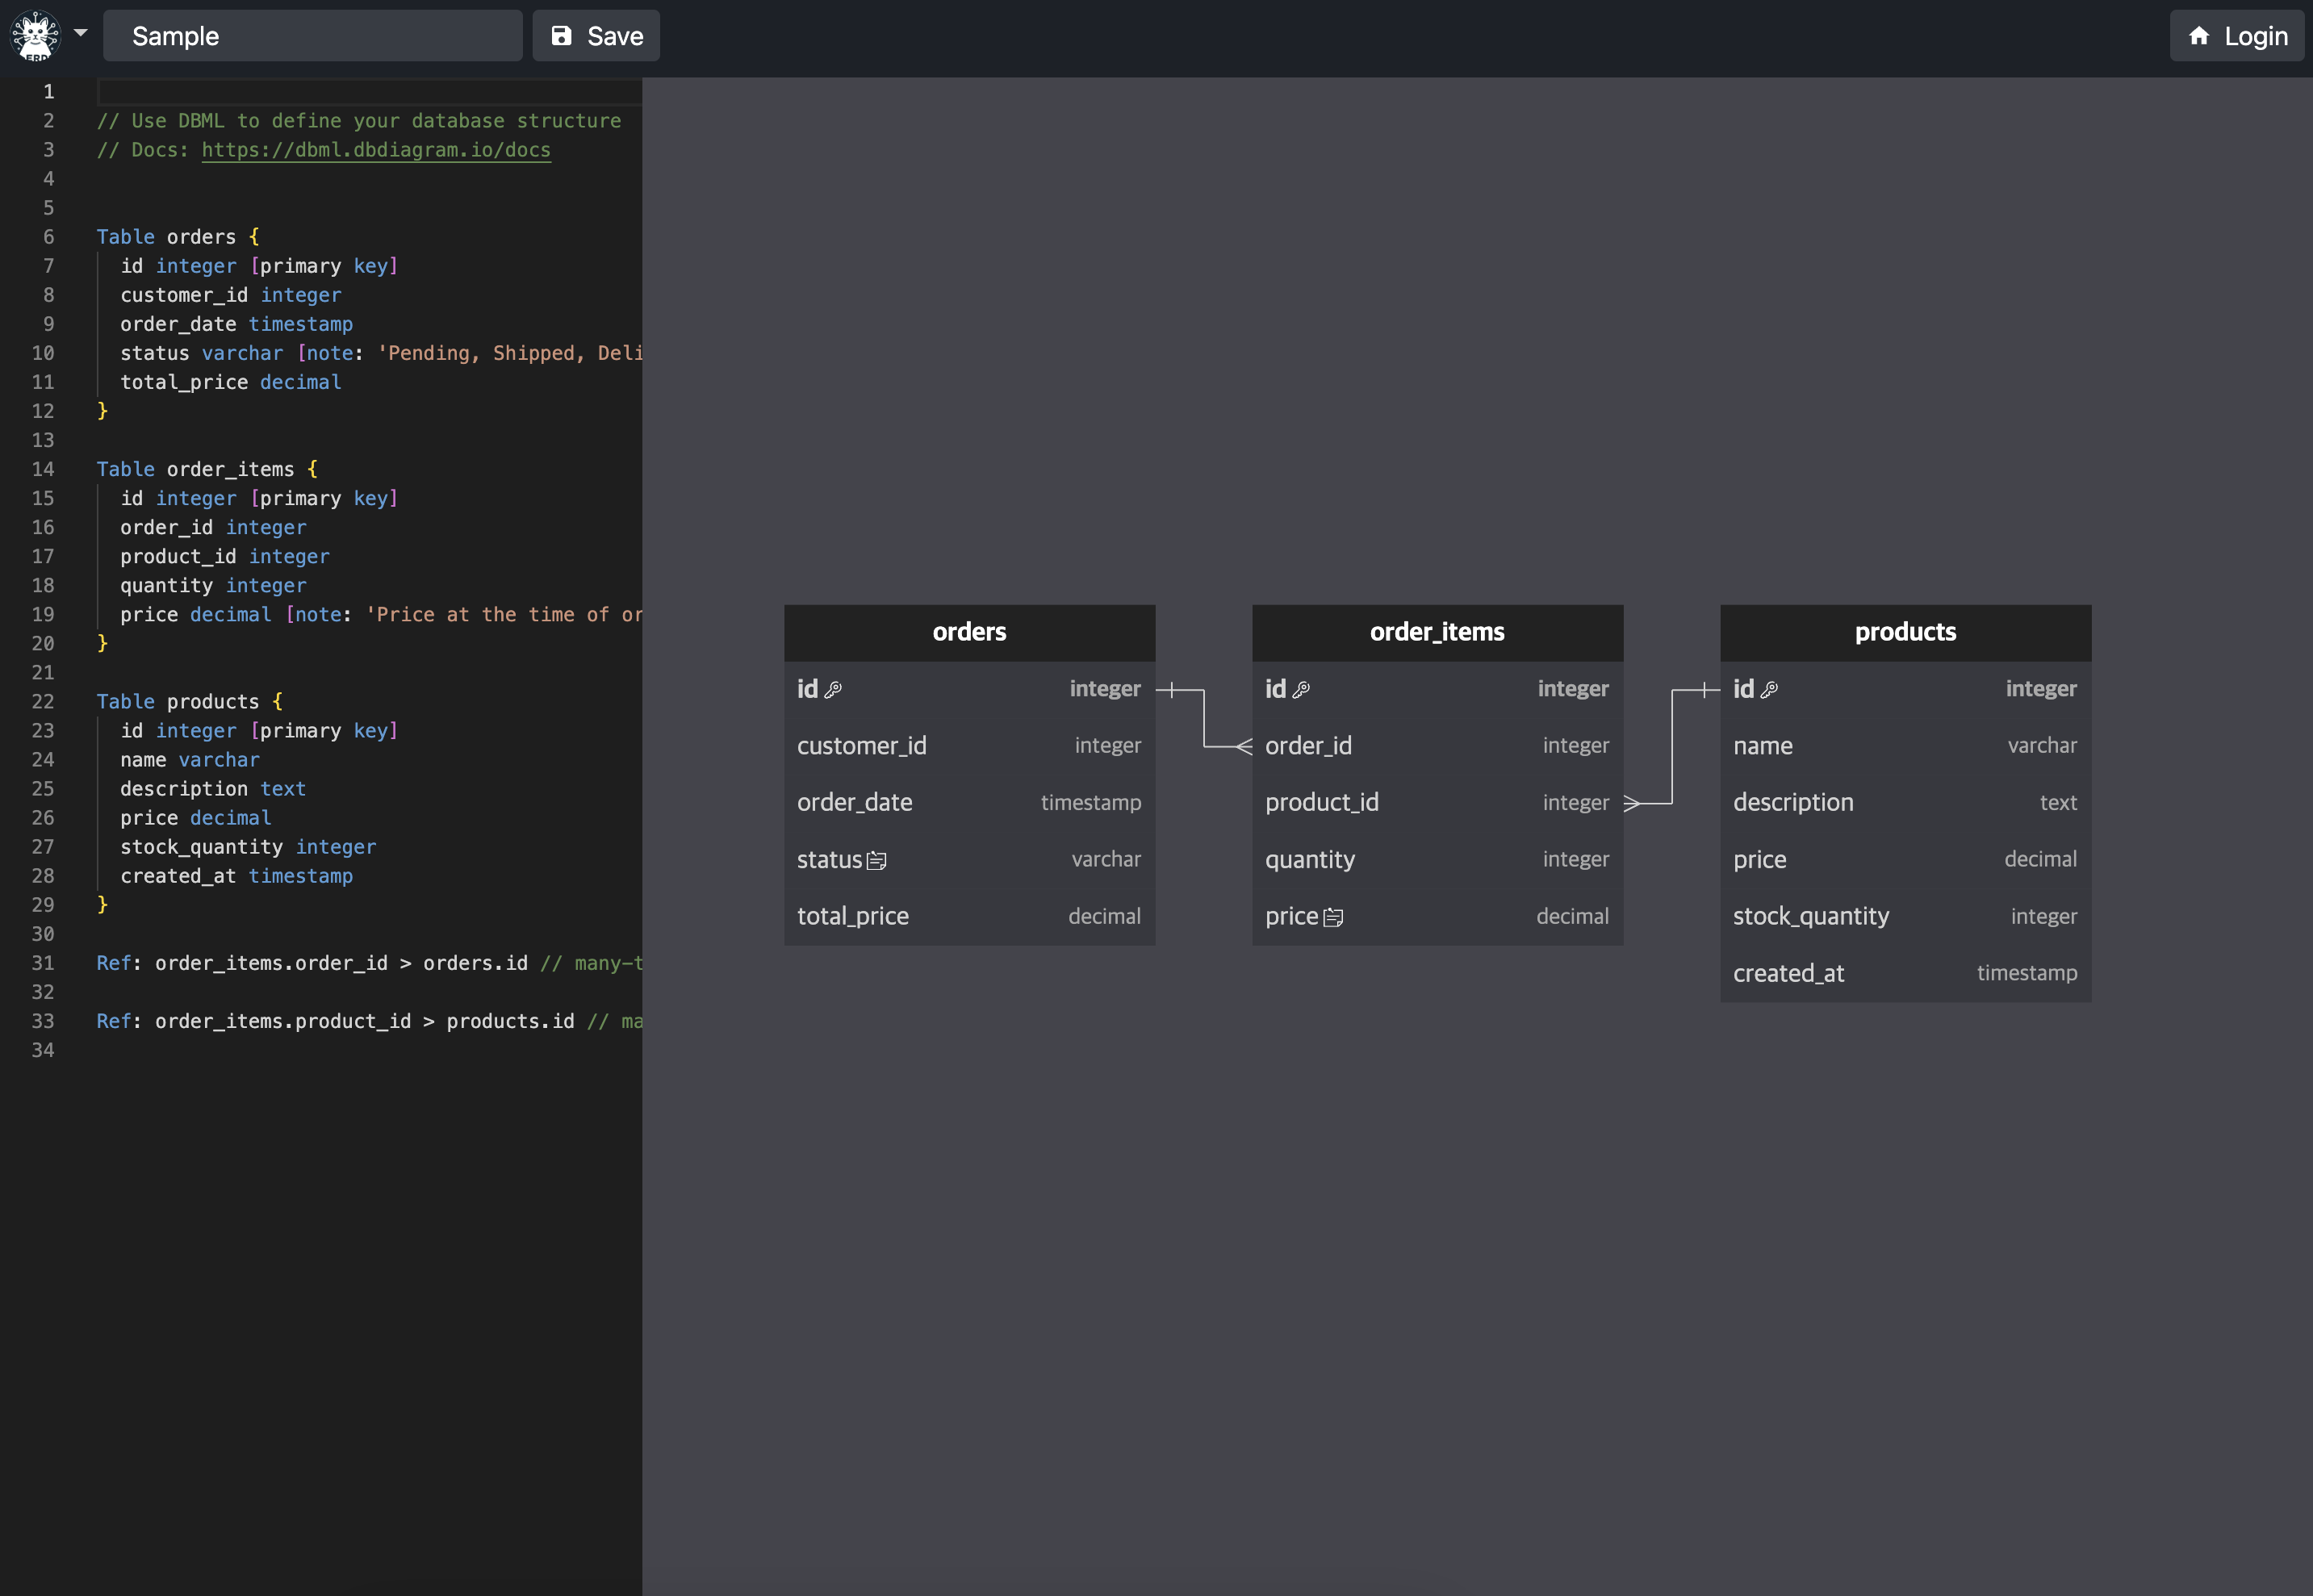 ERD
Sample
Save
Login
1
2 // Use DBML to define your database structure
3 // Docs: https://dbml.dbdiagram.io/docs
4
5
6 Table orders {
7 id integer [primary key]
8 customer_id integer
9 order_date timestamp
10 status varchar [note: 'Pending, Shipped, Deli
11 total_price decimal
12 }
13
14 Table order_items {
15 id integer [primary key]
16 order_id integer
17 product_id integer
18 quantity integer
19 price decimal [note: 'Price at the time of or
20 }
21
22 Table products {
23 id integer [primary key]
24 name varchar
25 description text
26 price decimal
27 stock_quantity integer
28 created_at timestamp
29 }
30
31 Ref: order_items.order_id > orders.id // many-t
32
33 Ref: order_items.product_id > products.id // ma
34
orders
id integer
customer_id integer
order_date timestamp
status varchar
total_price decimal
order_items
id integer
order_id integer
product_id integer
quantity integer
price decimal
products
id integer
name varchar
description text
price decimal
stock_quantity integer
created_at timestamp